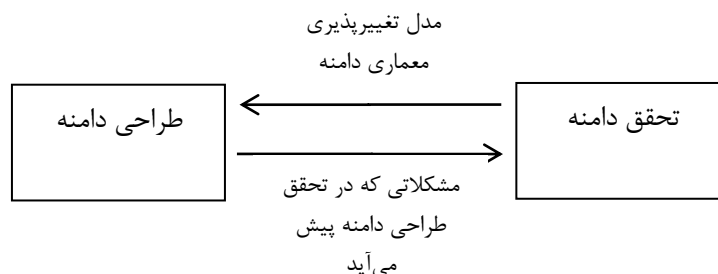 مدل تغییرپذیری
معماری دامنه
تحقق دامنه
طراحی دامنه
مشکلاتی که در تحقق
طراحی دامنه پیش
می‌آید